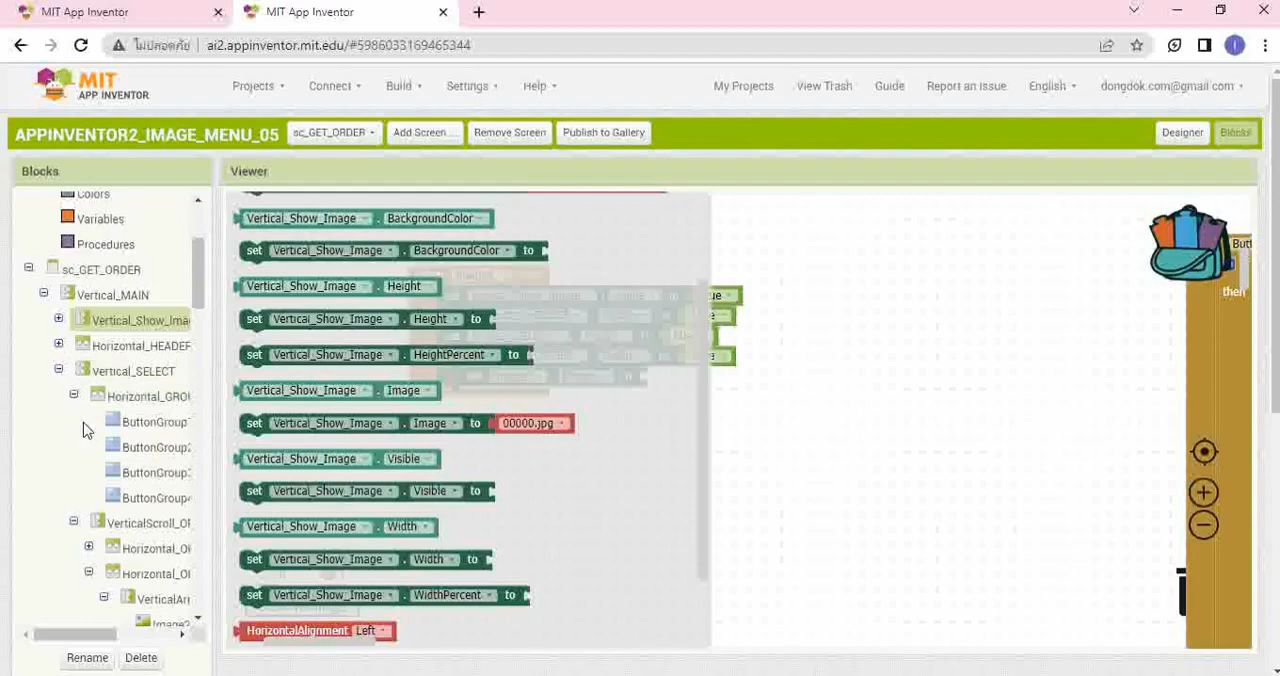 MIT App Inventor
MIT App Inventor
ไม่ปลอดภัย
ai2.appinventor.mit.edu/#5986033169465344
MIT
APP INVENTOR
Projects
Connect
Build
Settings
Help
My Projects
View Trash
Guide
Report an Issue
English
dongdok.com@gmail.com
APPINVENTOR2_IMAGE_MENU_05
sc_GET_ORDER
Add Screen ...
Remove Screen
Publish to Gallery
Designer
Blocks
Blocks
Colors
Variables
Procedures
sc_GET_ORDER
Vertical_MAIN
Vertical_Show_Ima
Horizontal_HEADER
Vertical_SELECT
Horizontal_GRO
ButtonGroup
ButtonGroup2
ButtonGroup
ButtonGroup
VerticalScroll_O
Horizontal_O
Horizontal_O
VerticalAr
Image
Rename
Delete
Viewer
Vertical_Show_Image . BackgroundColor
set Vertical_Show_Image . BackgroundColor to
Vertical_Show_Image . Height
set Vertical_Show_Image . Height to
set Vertical_Show_Image . HeightPercent to
Vertical_Show_Image . Image
set Vertical_Show_Image . Image to 00000.jpg
Vertical_Show_Image . Visible
set Vertical_Show_Image . Visible to
Vertical_Show_Image . Width
set Vertical_Show_Image . Width to
set Vertical_Show_Image . WidthPercent to
HorizontalAlignment Left
But
then